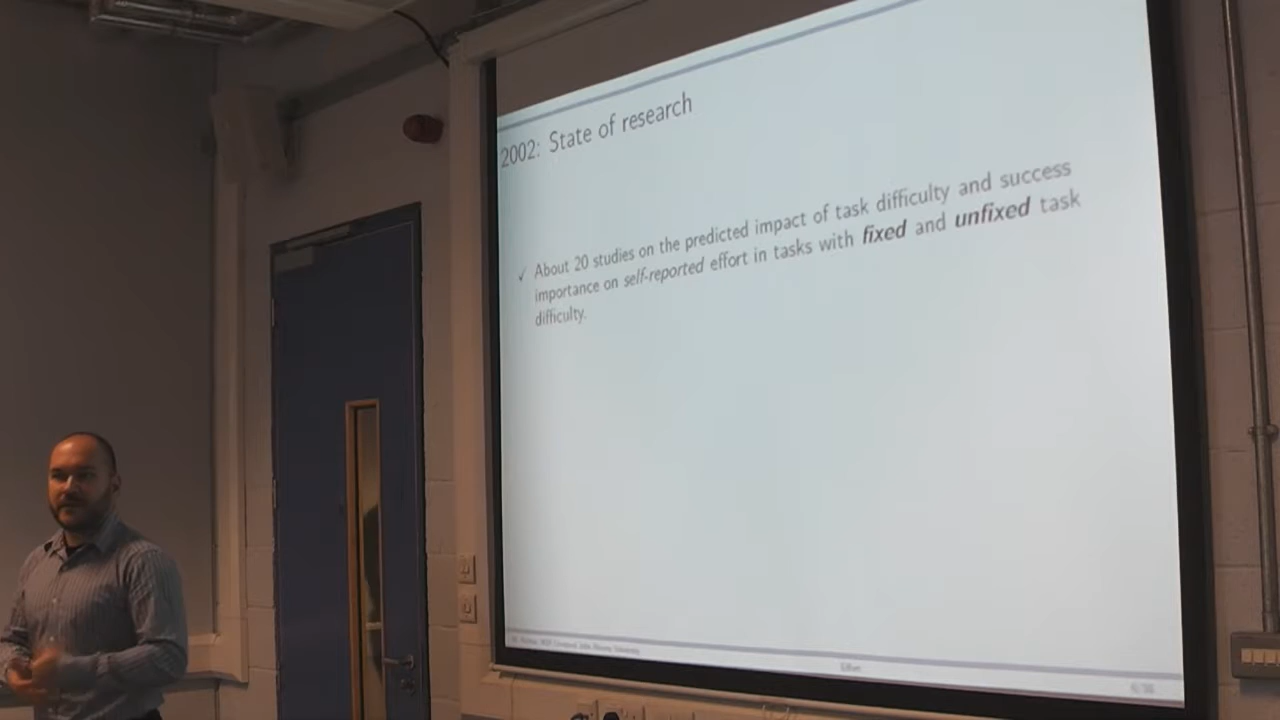 2002: State of research
✓ About 20 studies on the predicted impact of task difficulty and success
importance on self-reported effort in tasks with fixed and unfixed task
difficulty.
Effort